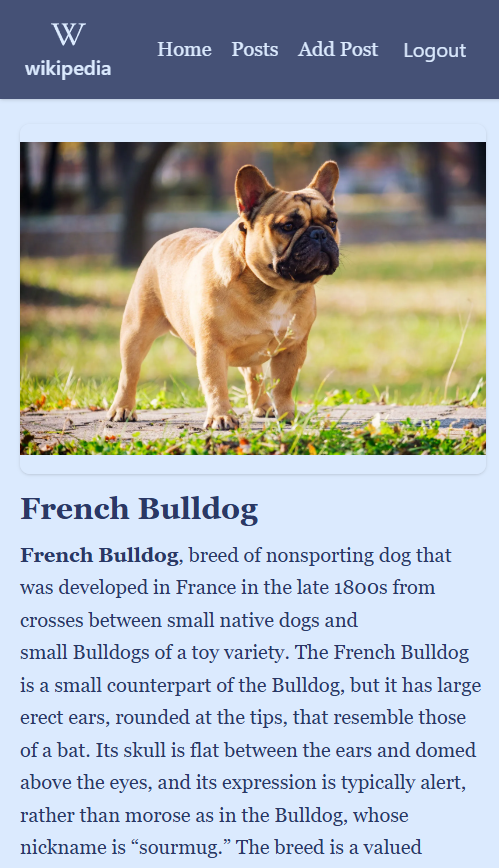 W
wikipedia
Home Posts Add Post Logout
French Bulldog
French Bulldog, breed of nonsporting dog that
was developed in France in the late 1800s from
crosses between small native dogs and
small Bulldogs of a toy variety. The French Bulldog
is a small counterpart of the Bulldog, but it has large
erect ears, rounded at the tips, that resemble those
of a bat. Its skull is flat between the ears and domed
above the eyes, and its expression is typically alert,
rather than morose as in the Bulldog, whose
nickname is “sourmug.” The breed is a valued